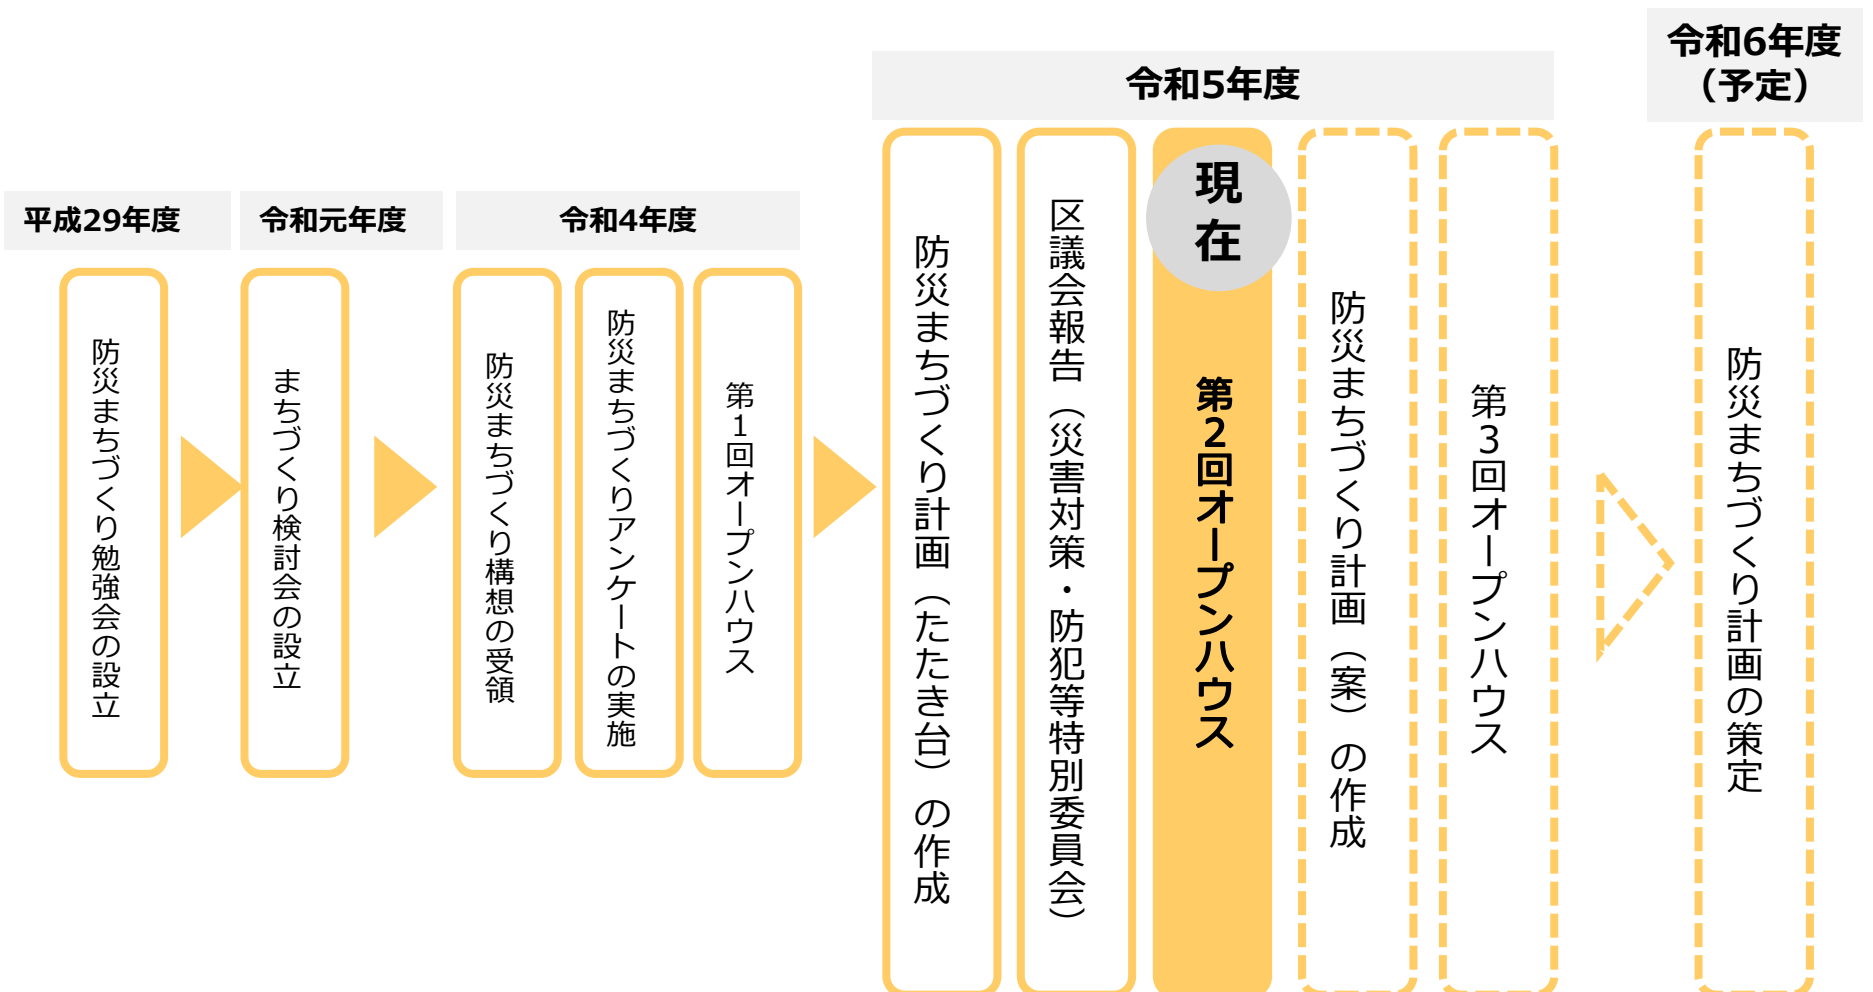 平成29年度
防災まちづくり勉強会の設立
令和元年度
まちづくり検討会の設立
令和4年度
防災まちづくり構想の受領
防災まちづくりアンケートの実施
第1回オープンハウス
令和5年度
防災まちづくり計画（たたき台）の作成
区議会報告（災害対策・防犯等特別委員会）
現在
第2回オープンハウス
防災まちづくり計画（案）の作成
第3回オープンハウス
令和6年度
（予定）
防災まちづくり計画の策定